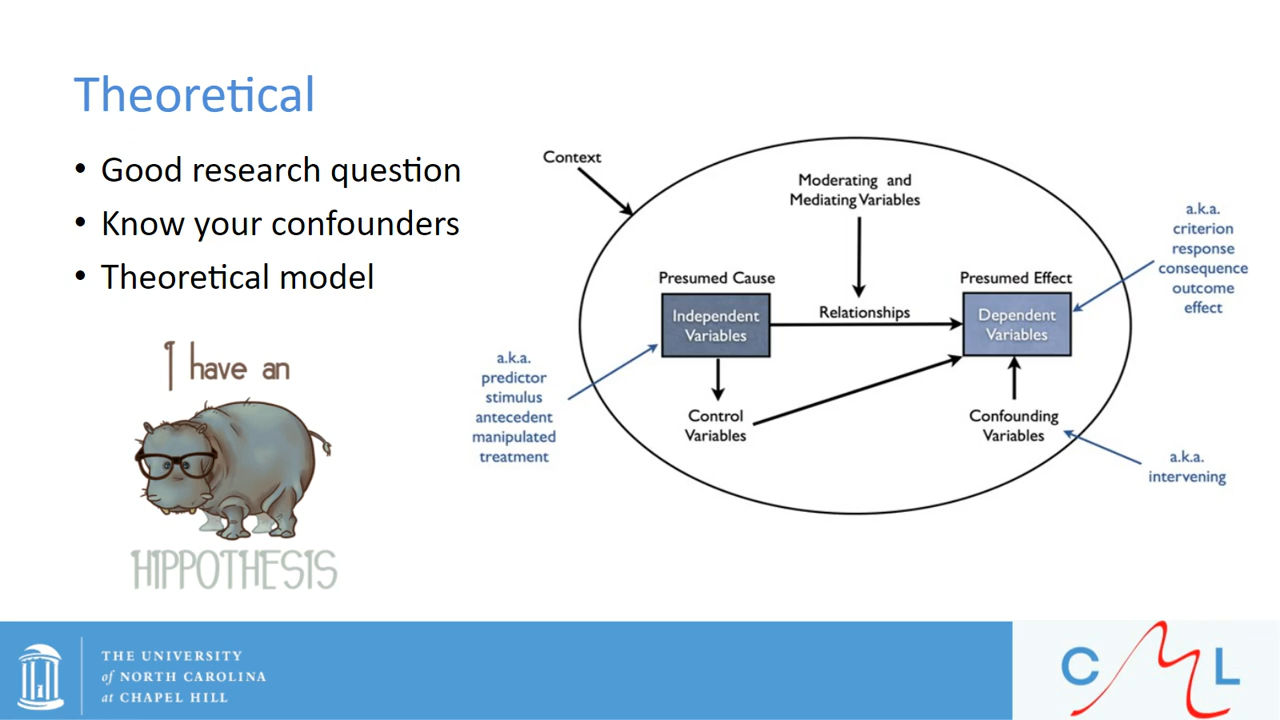 Theoretical
• Good research question
• Know your confounders
• Theoretical model
I have an
HIPPOTHESIS
Context
Moderating and
Mediating Variables
Presumed Cause
Independent
Variables
Relationships
Presumed Effect
Dependent
Variables
Control
Variables
Confounding
Variables
a.k.a.
predictor
stimulus
antecedent
manipulated
treatment
a.k.a.
criterion
response
consequence
outcome
effect
a.k.a.
intervening
THE UNIVERSITY
of NORTH CAROLINA
at CHAPEL HILL
CML